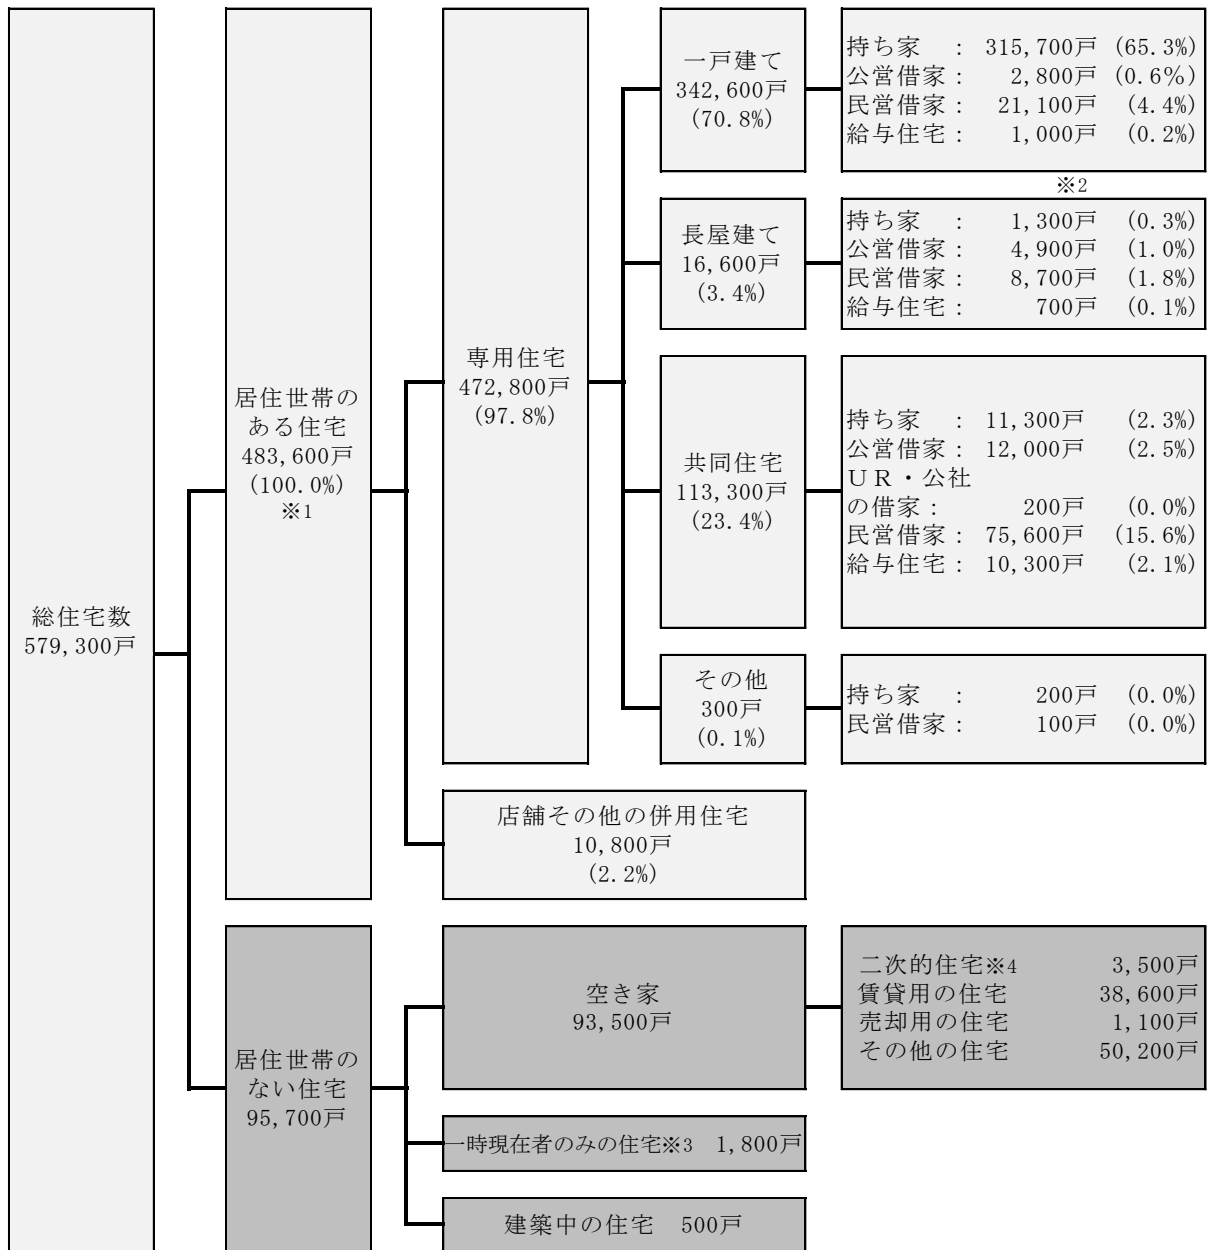 総住宅数
579,300戸
居住世帯の
ある住宅
483,600戸
(100.0%)
※1
専用住宅
472,800戸
(97.8%)
一戸建て
342,600戸
(70.8%)
持ち家 : 315,700戸 (65.3%)
公営借家: 2,800戸 (0.6%)
民営借家: 21,100戸 (4.4%)
給与住宅: 1,000戸 (0.2%)
※2
長屋建て
16,600戸
(3.4%)
持ち家 : 1,300戸 (0.3%)
公営借家: 4,900戸 (1.0%)
民営借家: 8,700戸 (1.8%)
給与住宅: 700戸 (0.1%)
共同住宅
113,300戸
(23.4%)
持ち家 : 11,300戸 (2.3%)
公営借家: 12,000戸 (2.5%)
UR・公社
の借家: 200戸 (0.0%)
民営借家: 75,600戸 (15.6%)
給与住宅: 10,300戸 (2.1%)
その他
300戸
(0.1%)
持ち家 : 200戸 (0.0%)
民営借家: 100戸 (0.0%)
店舗その他の併用住宅
10,800戸
(2.2%)
居住世帯の
ない住宅
95,700戸
空き家
93,500戸
二次的住宅※4 3,500戸
賃貸用の住宅 38,600戸
売却用の住宅 1,100戸
その他の住宅 50,200戸
一時現在者のみの住宅※3 1,800戸
建築中の住宅 500戸